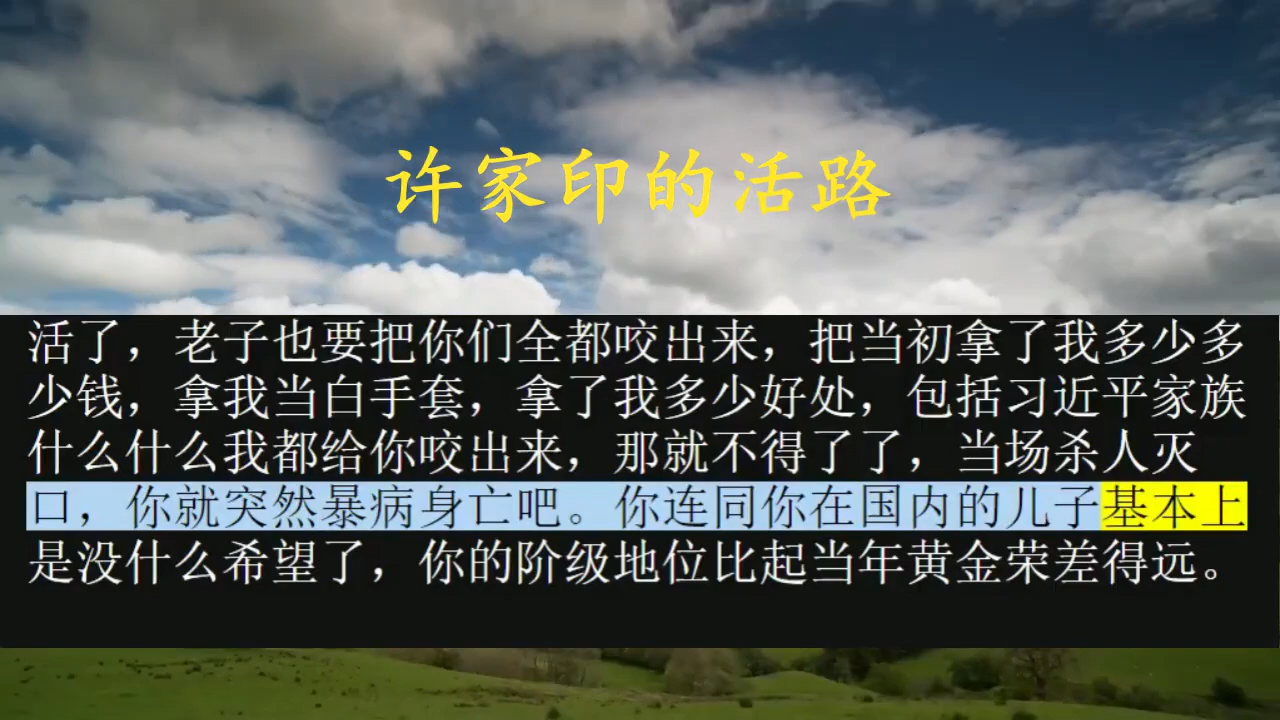 许家印的活路
活了，老子也要把你们全都咬出来，把当初拿了我多少多
少钱，拿我当白手套，拿了我多少好处，包括习近平家族
什么什么我都给你咬出来，那就不得了了，当场杀人灭
口，你就突然暴病身亡吧。你连同你在国内的儿子基本上
是没什么希望了，你的阶级地位比起当年黄金荣差得远。